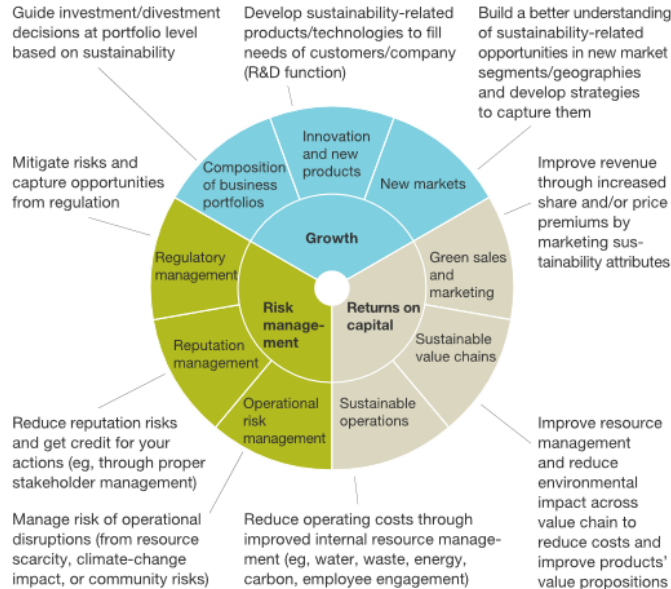 Guide investment/divestment
decisions at portfolio level
based on sustainability
Develop sustainability-related
products/technologies to fill
needs of customers/company
(R&D function)
Build a better understanding
of sustainability-related
opportunities in new market
segments/geographies
and develop strategies
to capture them
Mitigate risks and
capture opportunities
from regulation
Composition
of business
portfolios
Innovation
and new
products
New markets
Improve revenue
through increased
share and/or price
premiums by
marketing sus-
tainability attributes
Growth
Regulatory
management
Green sales
and
marketing
Risk
manage-
ment
Returns on
capital
Reputation
management
Sustainable
value chains
Operational
risk
management
Sustainable
operations
Reduce reputation risks
and get credit for your
actions (eg, through proper
stakeholder management)
Improve resource
management
and reduce
environmental
impact across
value chain to
reduce costs and
improve products'
value propositions
Manage risk of operational
disruptions (from resource
scarcity, climate-change
impact, or community risks)
Reduce operating costs through
improved internal resource manage-
ment (eg, water, waste, energy,
carbon, employee engagement)